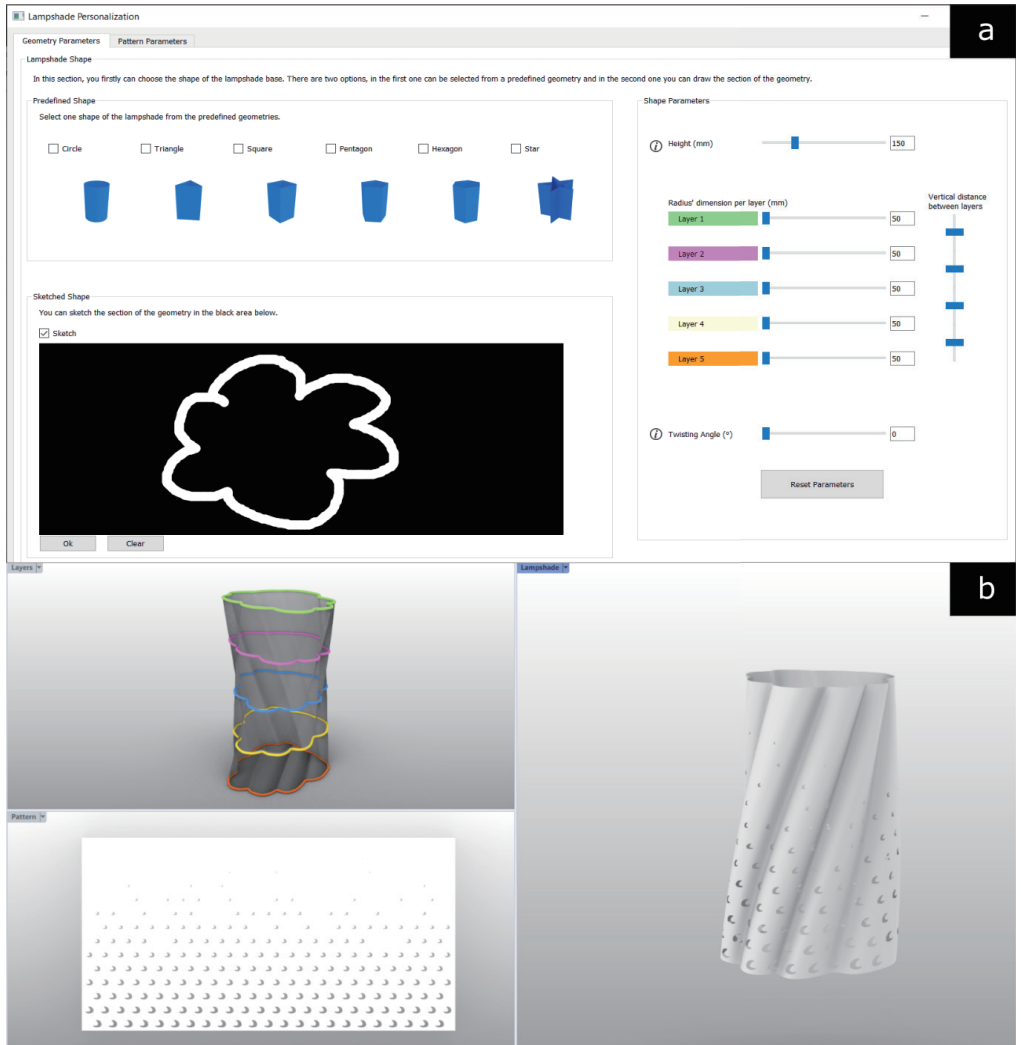 Lampshade Personalization
a
Geometry Parameters Pattern Parameters
Lampshade Shape
In this section, you firstly can choose the shape of the lampshade base. There are two options, in the first one can be selected from a predefined geometry and in the second one you can draw the section of the geometry.
Predefined Shape
Select one shape of the lampshade from the predefined geometries.
Circle Triangle Square Pentagon Hexagon Star
Sketched Shape
You can sketch the section of the geometry in the black area below.
Sketch
Ok Clear
Shape Parameters
Height (mm) 150
Radius' dimension per layer (mm)
Vertical distance
between layers
Layer 1 50
Layer 2 50
Layer 3 50
Layer 4 50
Layer 5 50
Twisting Angle (°) 0
Reset Parameters
Layers
Lampshade
b
Pattern